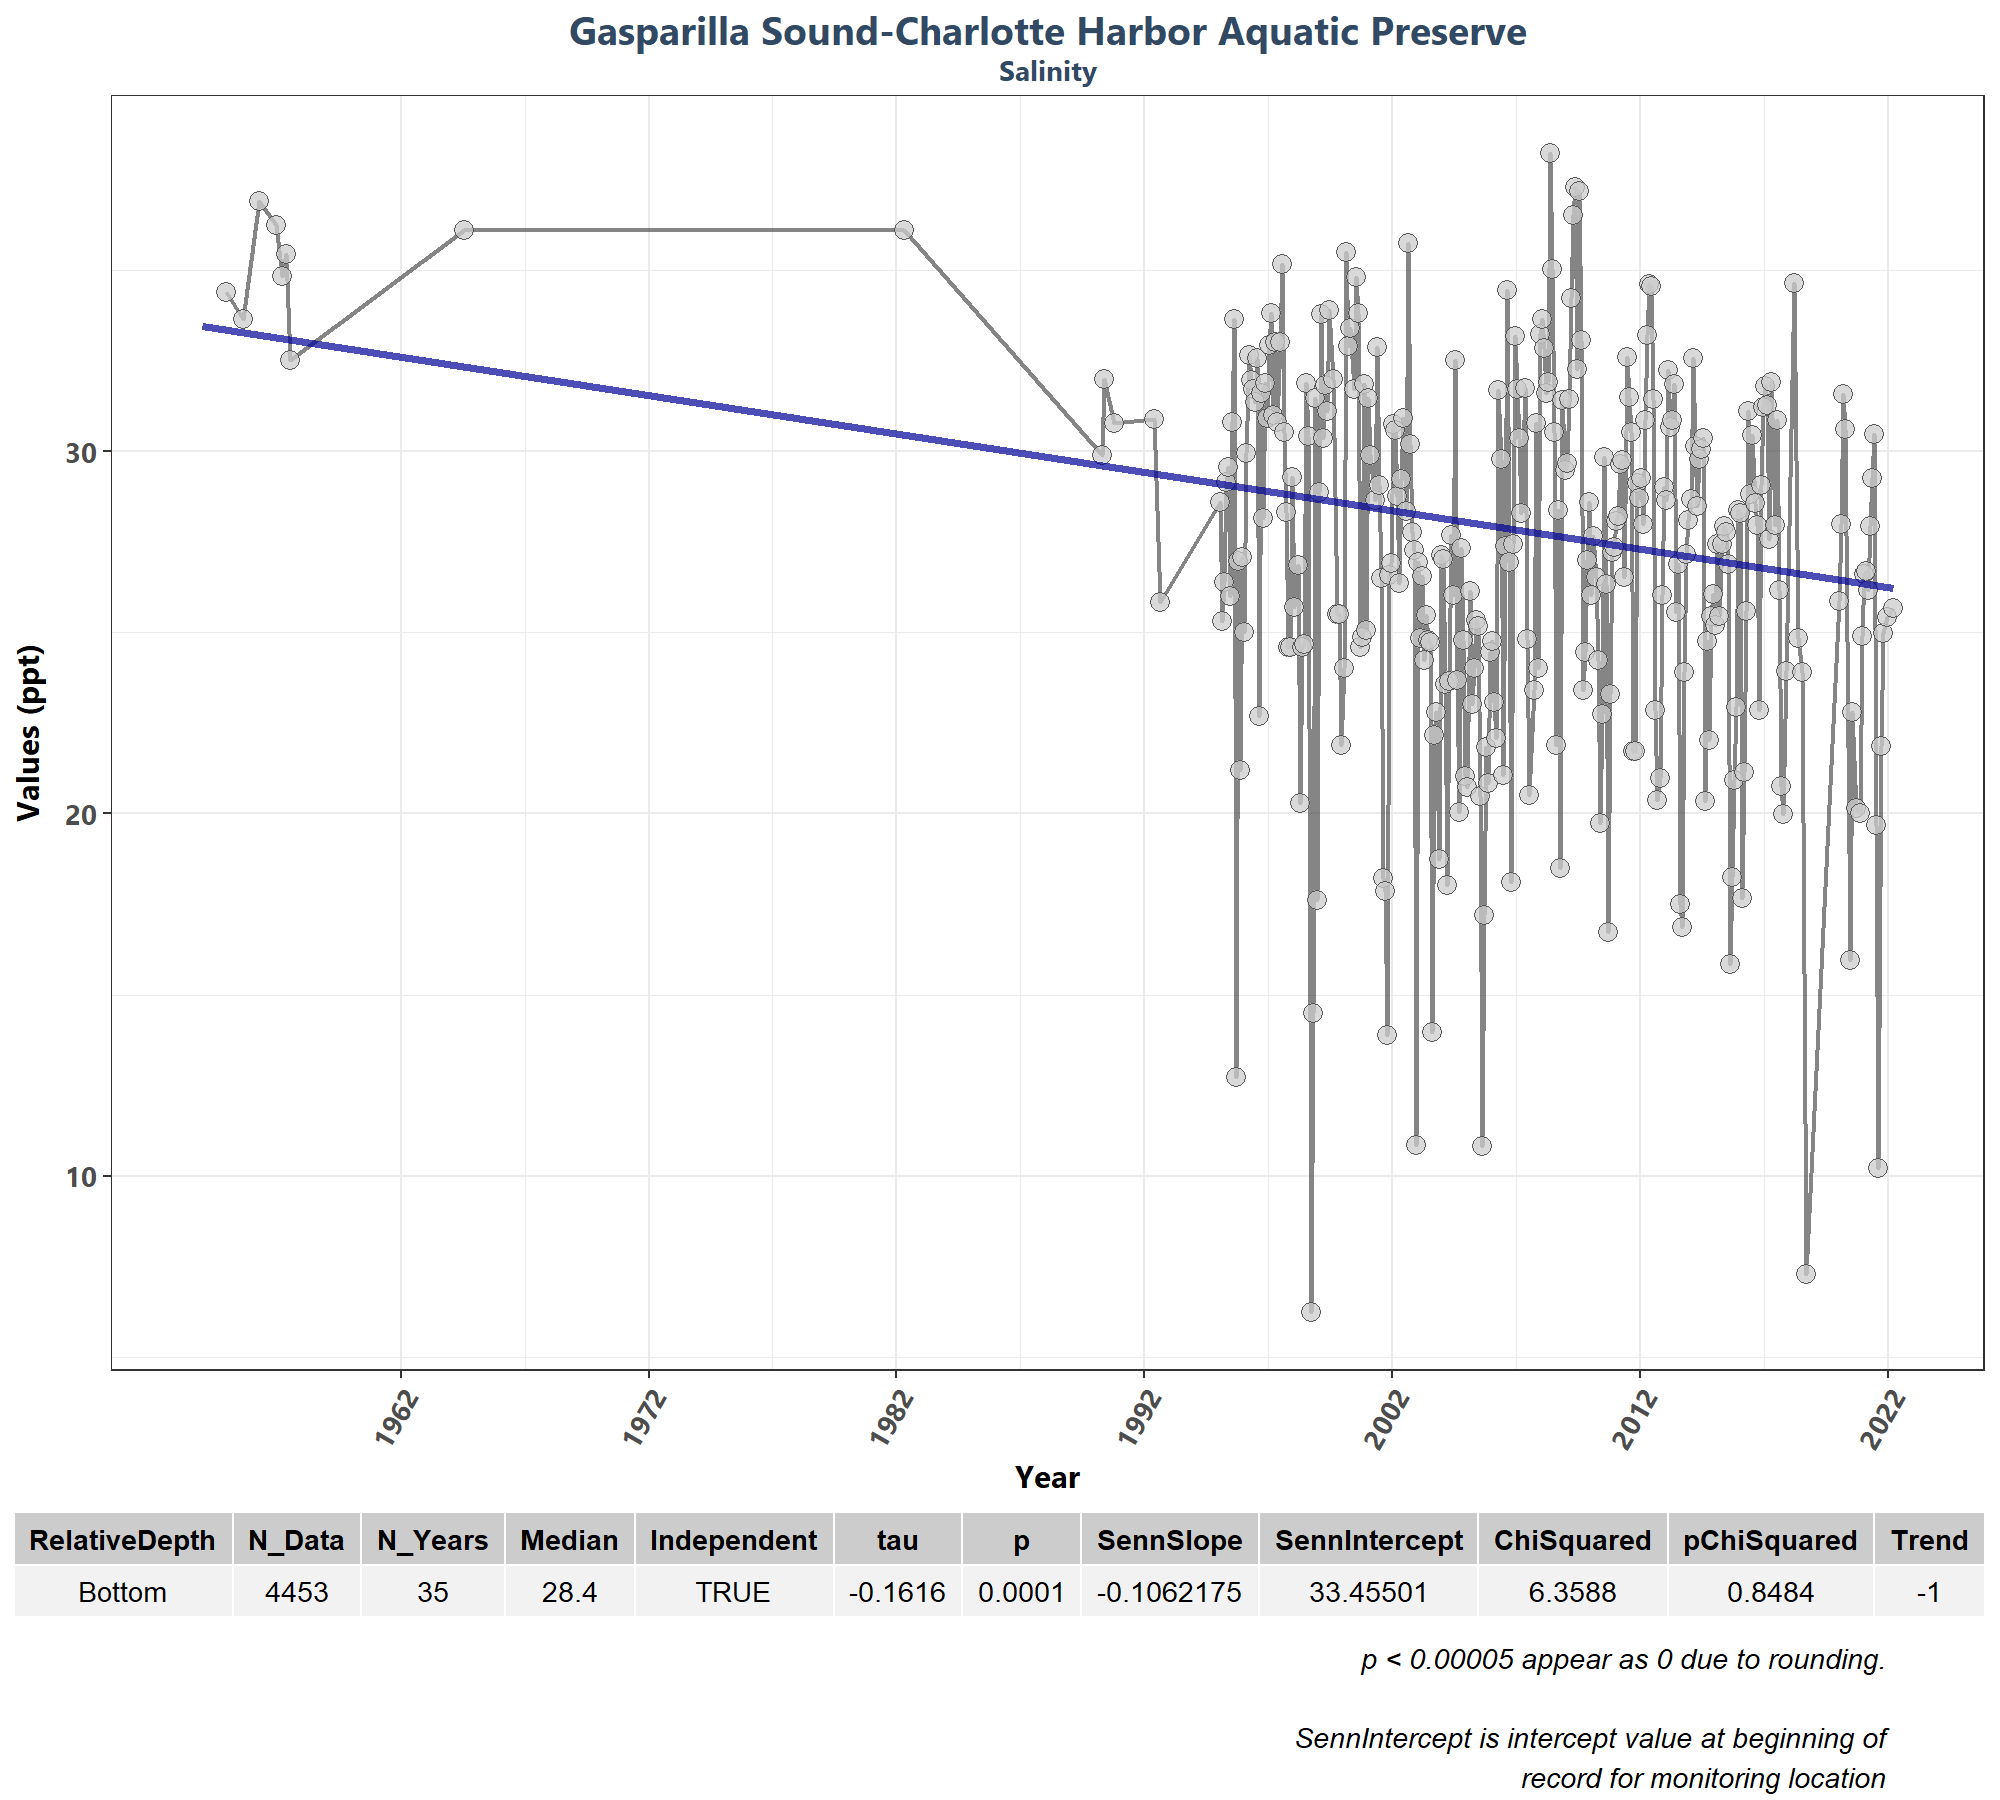 Gasparilla Sound-Charlotte Harbor Aquatic Preserve
Salinity
Values (ppt)
30
20
10
1962 1972 1982 1992 2002 2012 2022
Year
RelativeDepth N_Data N_Years Median Independent tau p SennSlope SennIntercept ChiSquared pChiSquared Trend
Bottom 4453 35 28.4 TRUE -0.1616 0.0001 -0.1062175 33.45501 6.3588 0.8484 -1
p < 0.00005 appear as 0 due to rounding.
SennIntercept is intercept value at beginning of
record for monitoring location